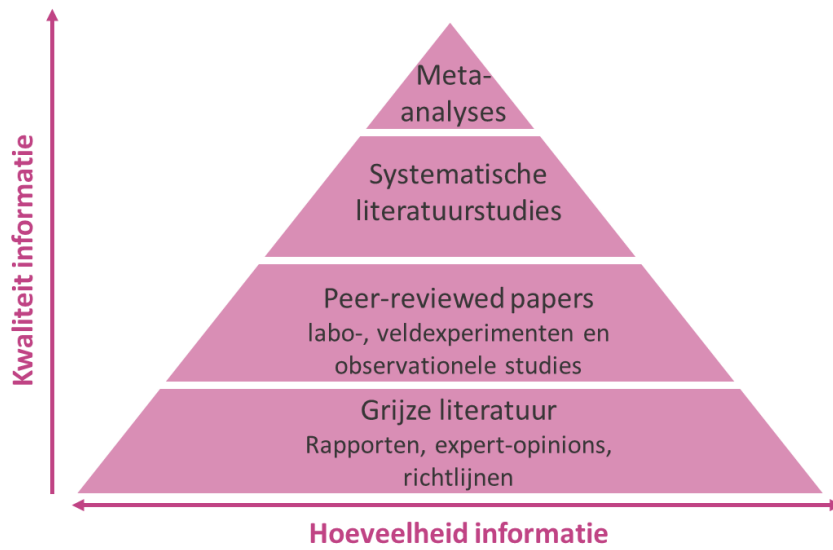 Kwaliteit informatie
Meta-
analyses
Systematische
literatuurstudies
Peer-reviewed papers
labo-, veldexperimenten en
observationele studies
Grijze literatuur
Rapporten, expert-opinions,
richtlijnen
Hoeveelheid informatie